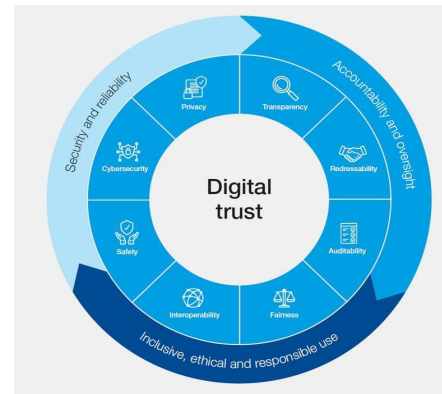 Security and reliability
Accountability and oversight
Privacy
Transparency
Cybersecurity
Redressability
Digital
trust
Safety
Auditability
Interoperability
Fairness
Inclusive, ethical and responsible use